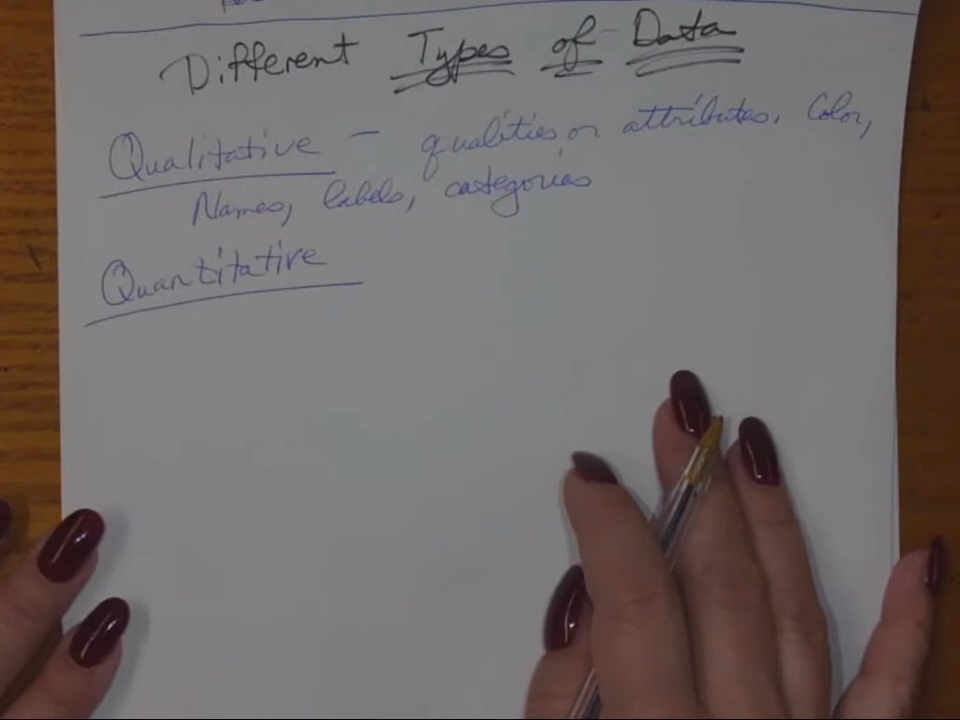 Different Types of Data
Qualitative - qualities or attributes. Color,
Names, labels, categories
Quantitative